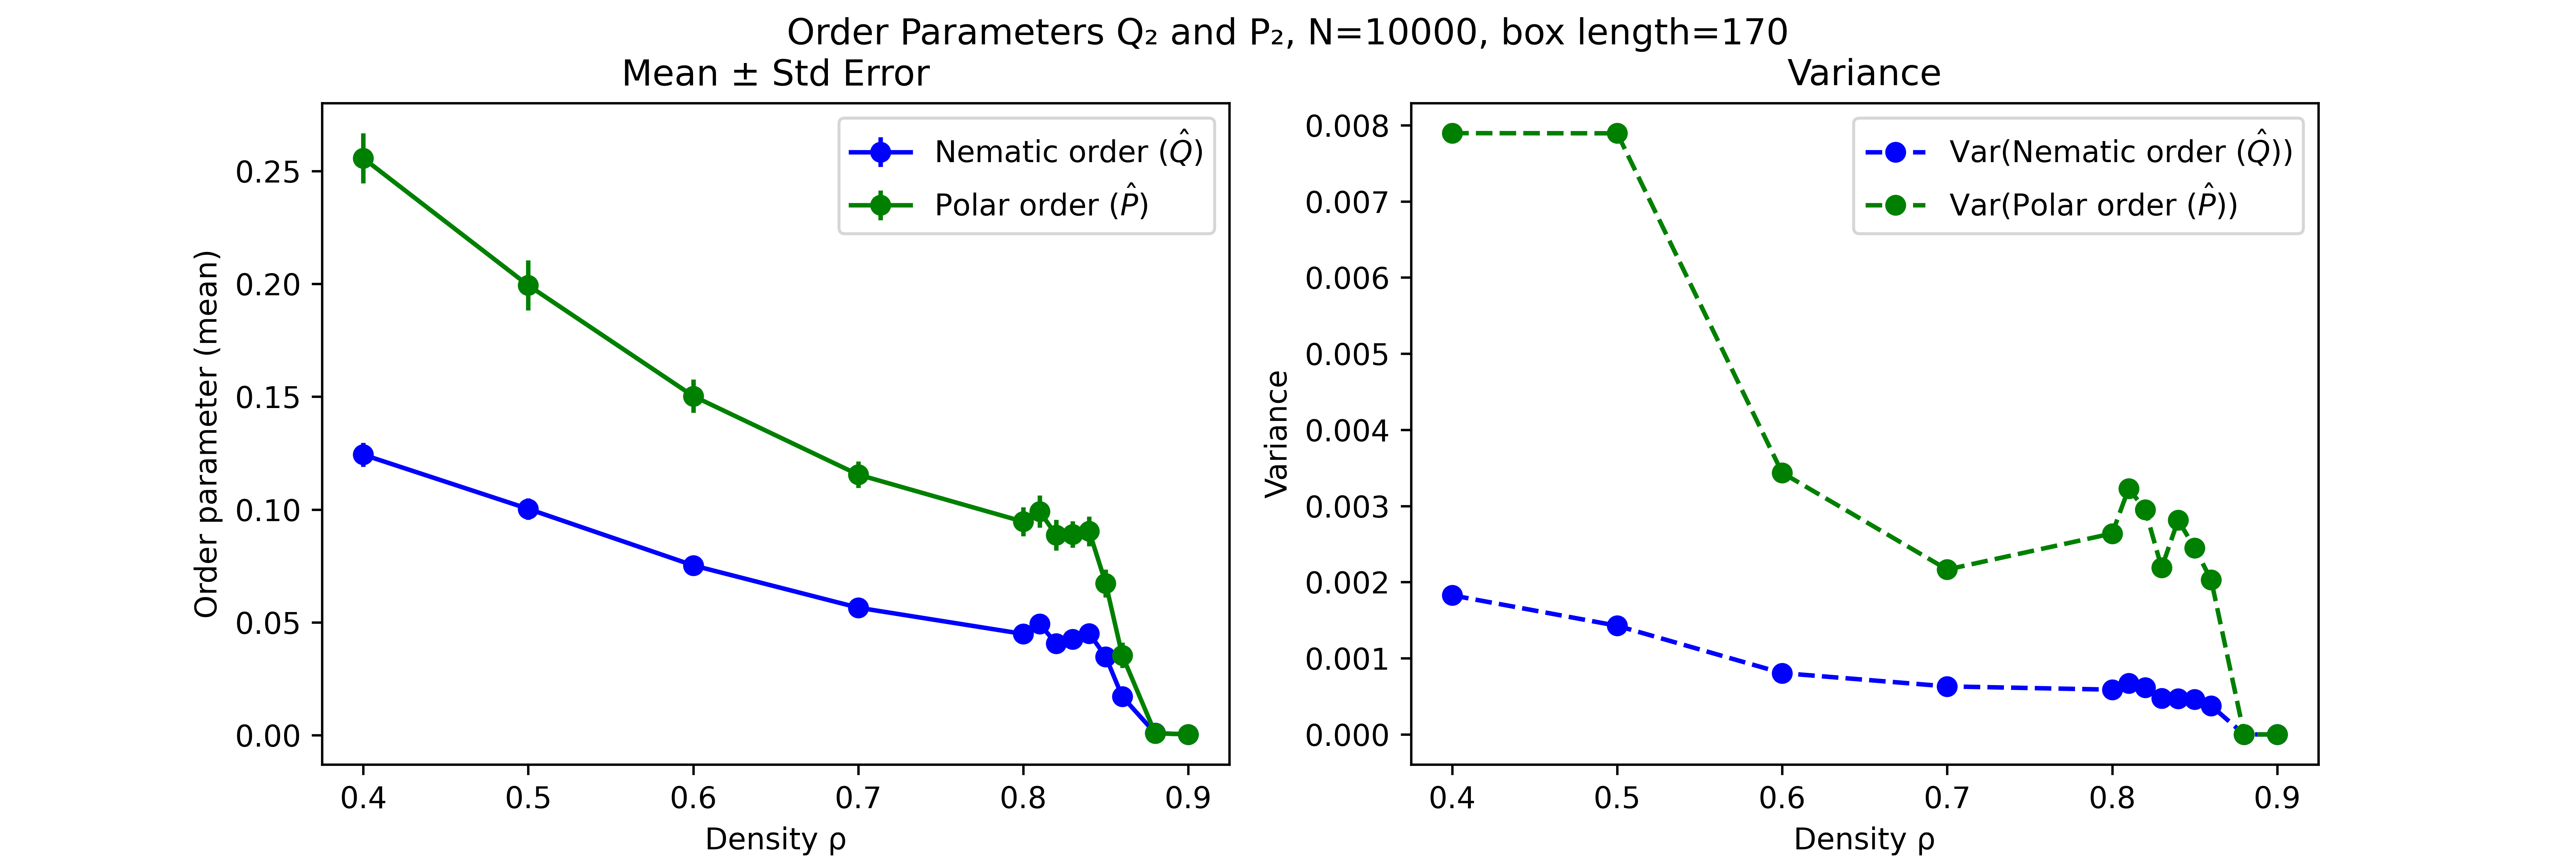 Order Parameters Q₂ and P₂, N=10000, box length=170
Mean ± Std Error
Order parameter (mean)
0.25
0.20
0.15
0.10
0.05
0.00
0.4 0.5 0.6 0.7 0.8 0.9
Density ρ
Nematic order (Q̂)
Polar order (P̂)
Variance
Variance
0.008
0.007
0.006
0.005
0.004
0.003
0.002
0.001
0.000
0.4 0.5 0.6 0.7 0.8 0.9
Density ρ
Var(Nematic order (Q̂))
Var(Polar order (P̂))